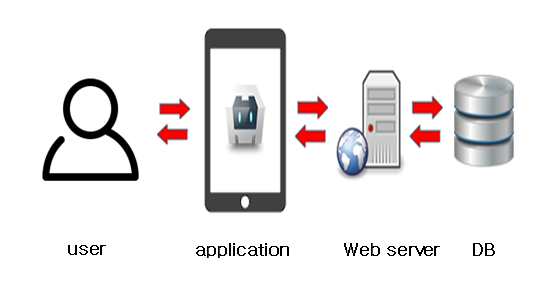 user
application
Web server
DB